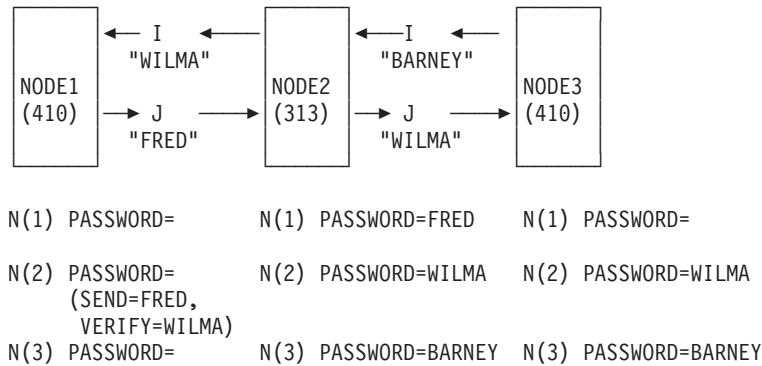 I I
"WILMA" "BARNEY"
NODE1 NODE2 NODE3
(410) J (313) J (410)
"FRED" "WILMA"
N(1) PASSWORD= N(1) PASSWORD=FRED N(1) PASSWORD=
N(2) PASSWORD= N(2) PASSWORD=WILMA N(2) PASSWORD=WILMA
(SEND=FRED,
VERIFY=WILMA)
N(3) PASSWORD= N(3) PASSWORD=BARNEY N(3) PASSWORD=BARNEY